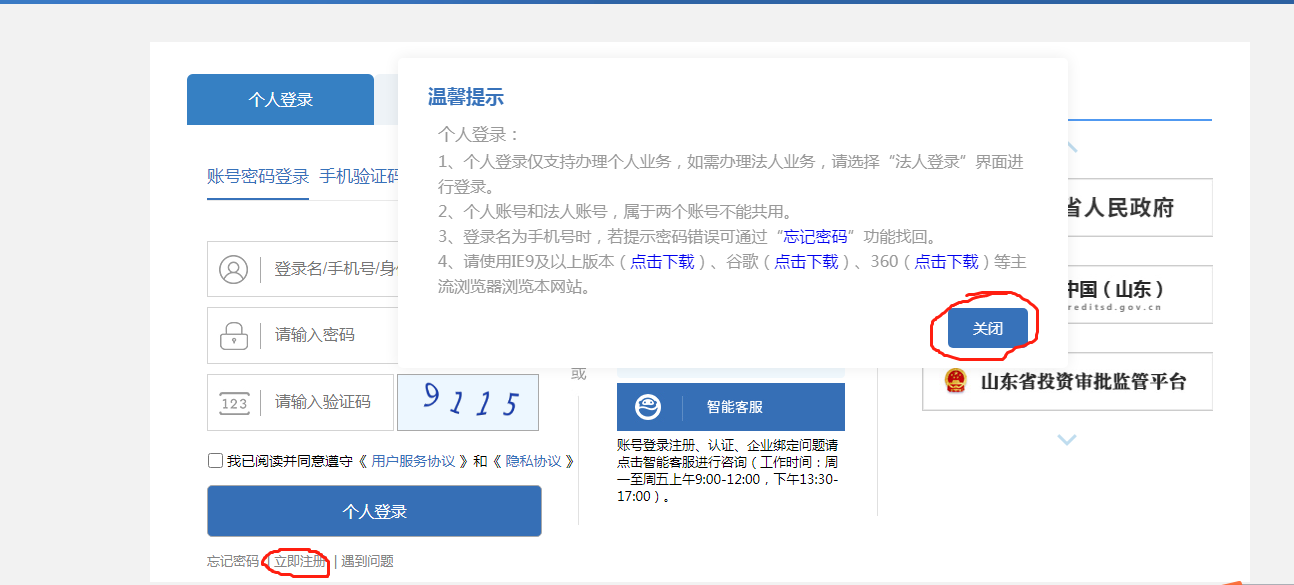 个人登录
温馨提示
个人登录：
1、个人登录仅支持办理个人业务，如需办理法人业务，请选择“法人登录”界面进
行登录。
2、个人账号和法人账号，属于两个账号不能共用。
3、登录名为手机号时，若提示密码错误可通过“忘记密码”功能找回。
4、请使用IE9及以上版本（点击下载）、谷歌（点击下载）、360（点击下载）等主
流浏览器浏览本网站。
关闭
账号密码登录 手机验证码
登录名/手机号/身
请输入密码
123 请输入验证码
9115
我已阅读并同意遵守《用户服务协议》和《隐私协议》
个人登录
忘记密码 | 立即注册 | 遇到问题
或
智能客服
账号登录注册、认证、企业绑定问题请
点击智能客服进行咨询（工作时间：周
一至周五上午9:00-12:00，下午13:30-
17:00）。
省人民政府
中国（山东）
reditsd.gov.cn
山东省投资审批监管平台